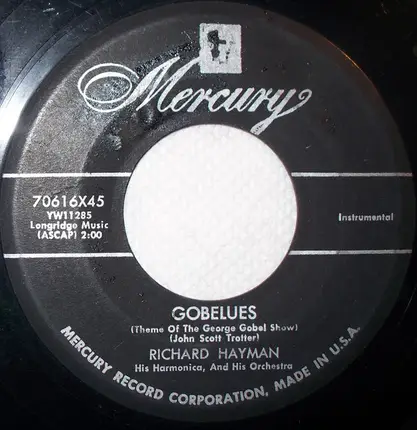 Mercury
70616X45
YW11285
Longridge Music
(ASCAP) 2:00
Instrumental
GOBELUES
(Theme Of The George Gobel Show)
(John Scott Trotter)
RICHARD HAYMAN
His Harmonica, And His Orchestra
MERCURY RECORD CORPORATION, MADE IN U.S.A.